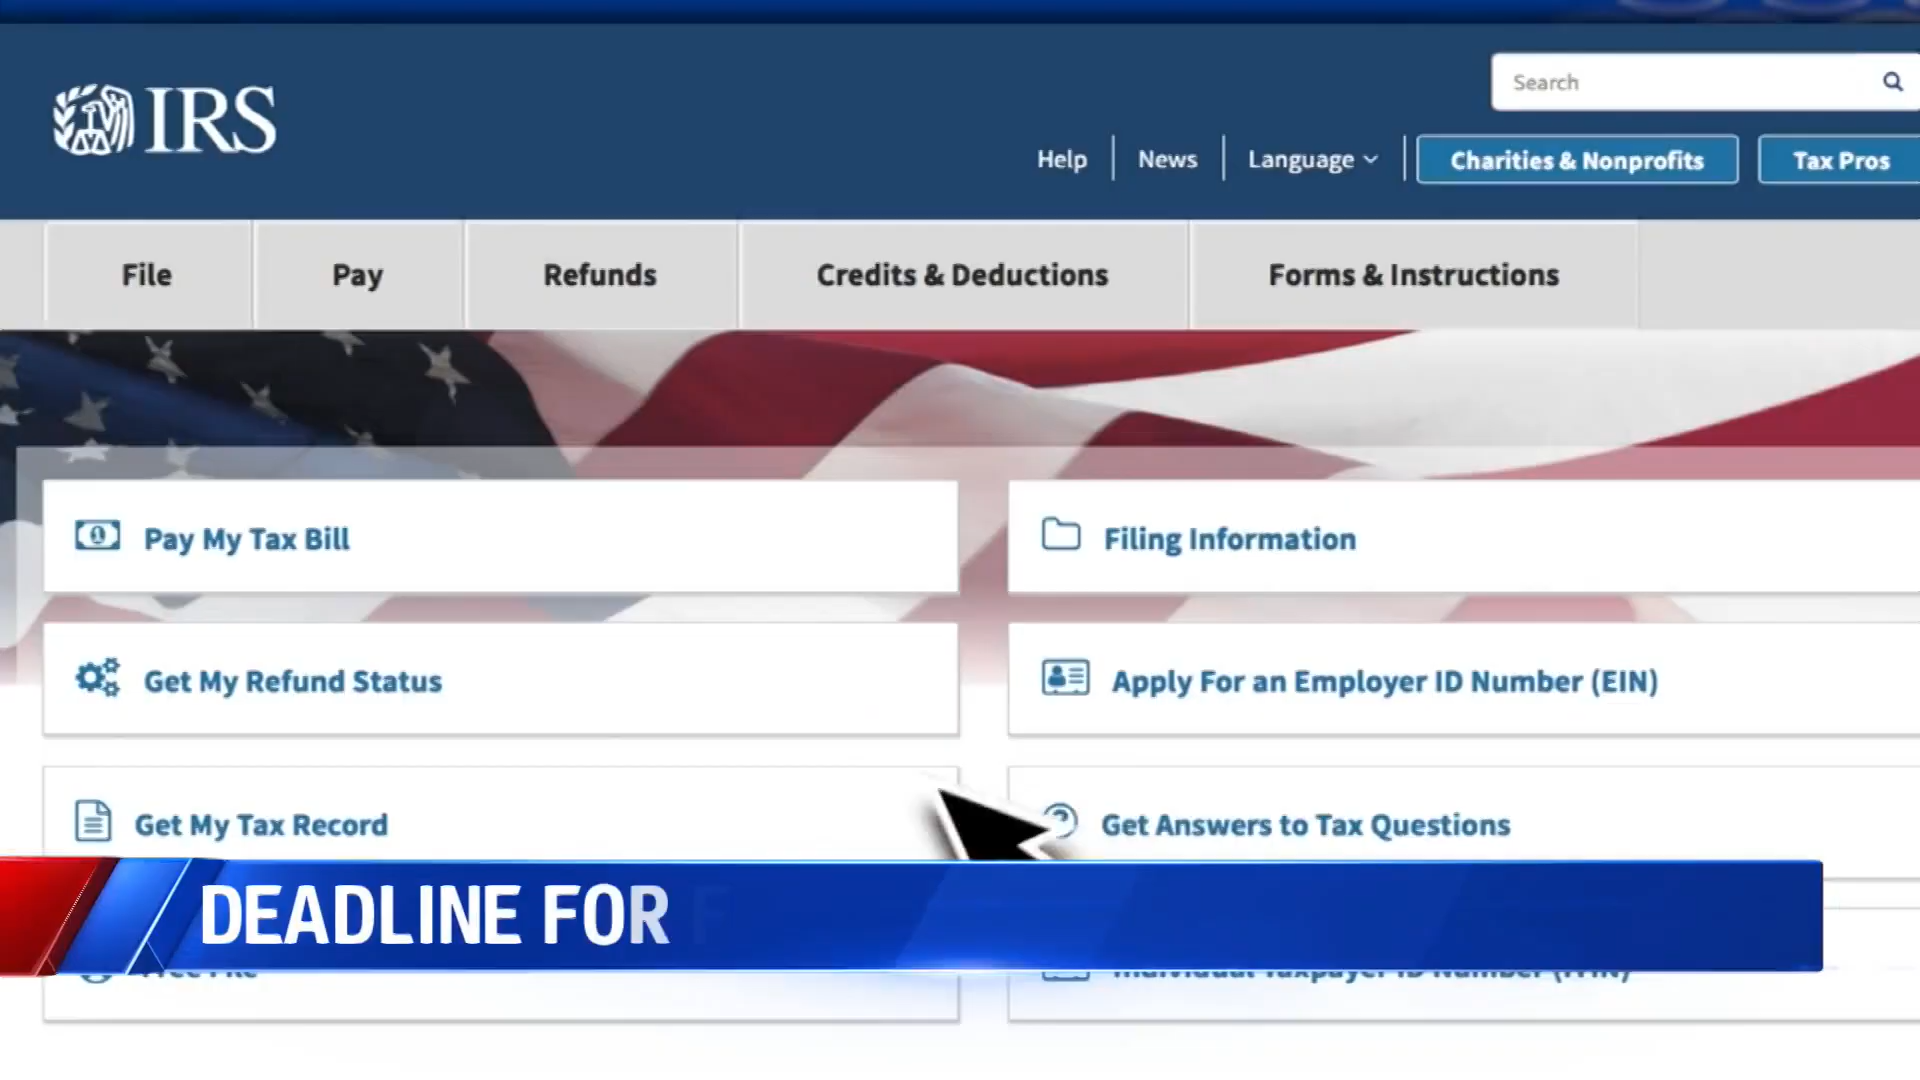 IRS
Search
Help
News
Language
Charities & Nonprofits
Tax Pros
File
Pay
Refunds
Credits & Deductions
Forms & Instructions
Pay My Tax Bill
Filing Information
Get My Refund Status
Apply For an Employer ID Number (EIN)
Get My Tax Record
Get Answers to Tax Questions
DEADLINE FOR